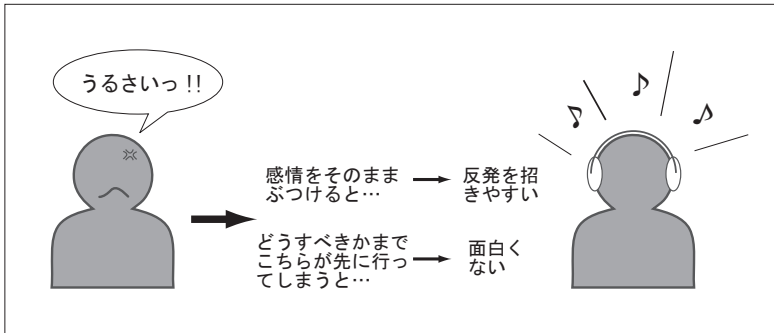 うるさいっ!!
感情をそのまま
ぶつけると…
反発を招
きやすい
どうすべきかまで
こちらが先に行っ
てしまうと…
面白く
ない